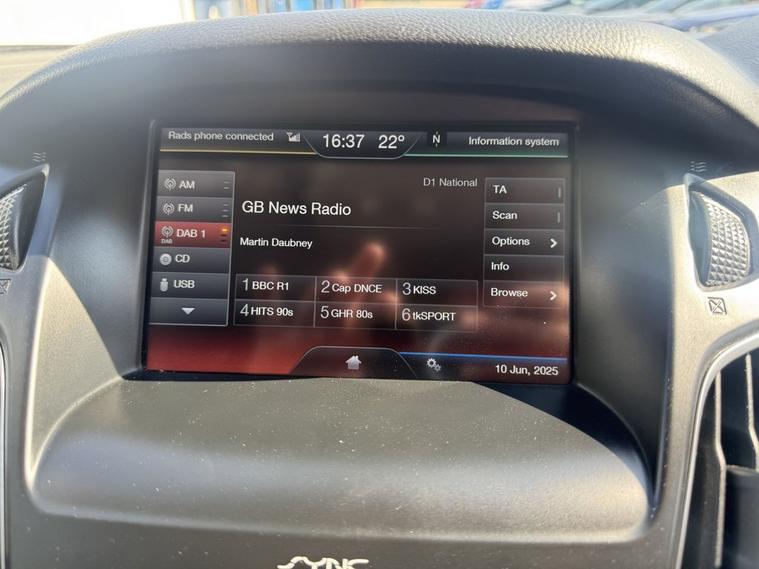 Rads phone connected
16:37 22°
N
Information system
AM
FM
DAB 1
DAB
CD
USB
D1 National
GB News Radio
Martin Daubney
1 BBC R1
2 Cap DNCE
3 KISS
4 HITS 90s
5 GHR 80s
6 tkSPORT
TA
Scan
Options
Info
Browse
10 Jun, 2025
SYNC